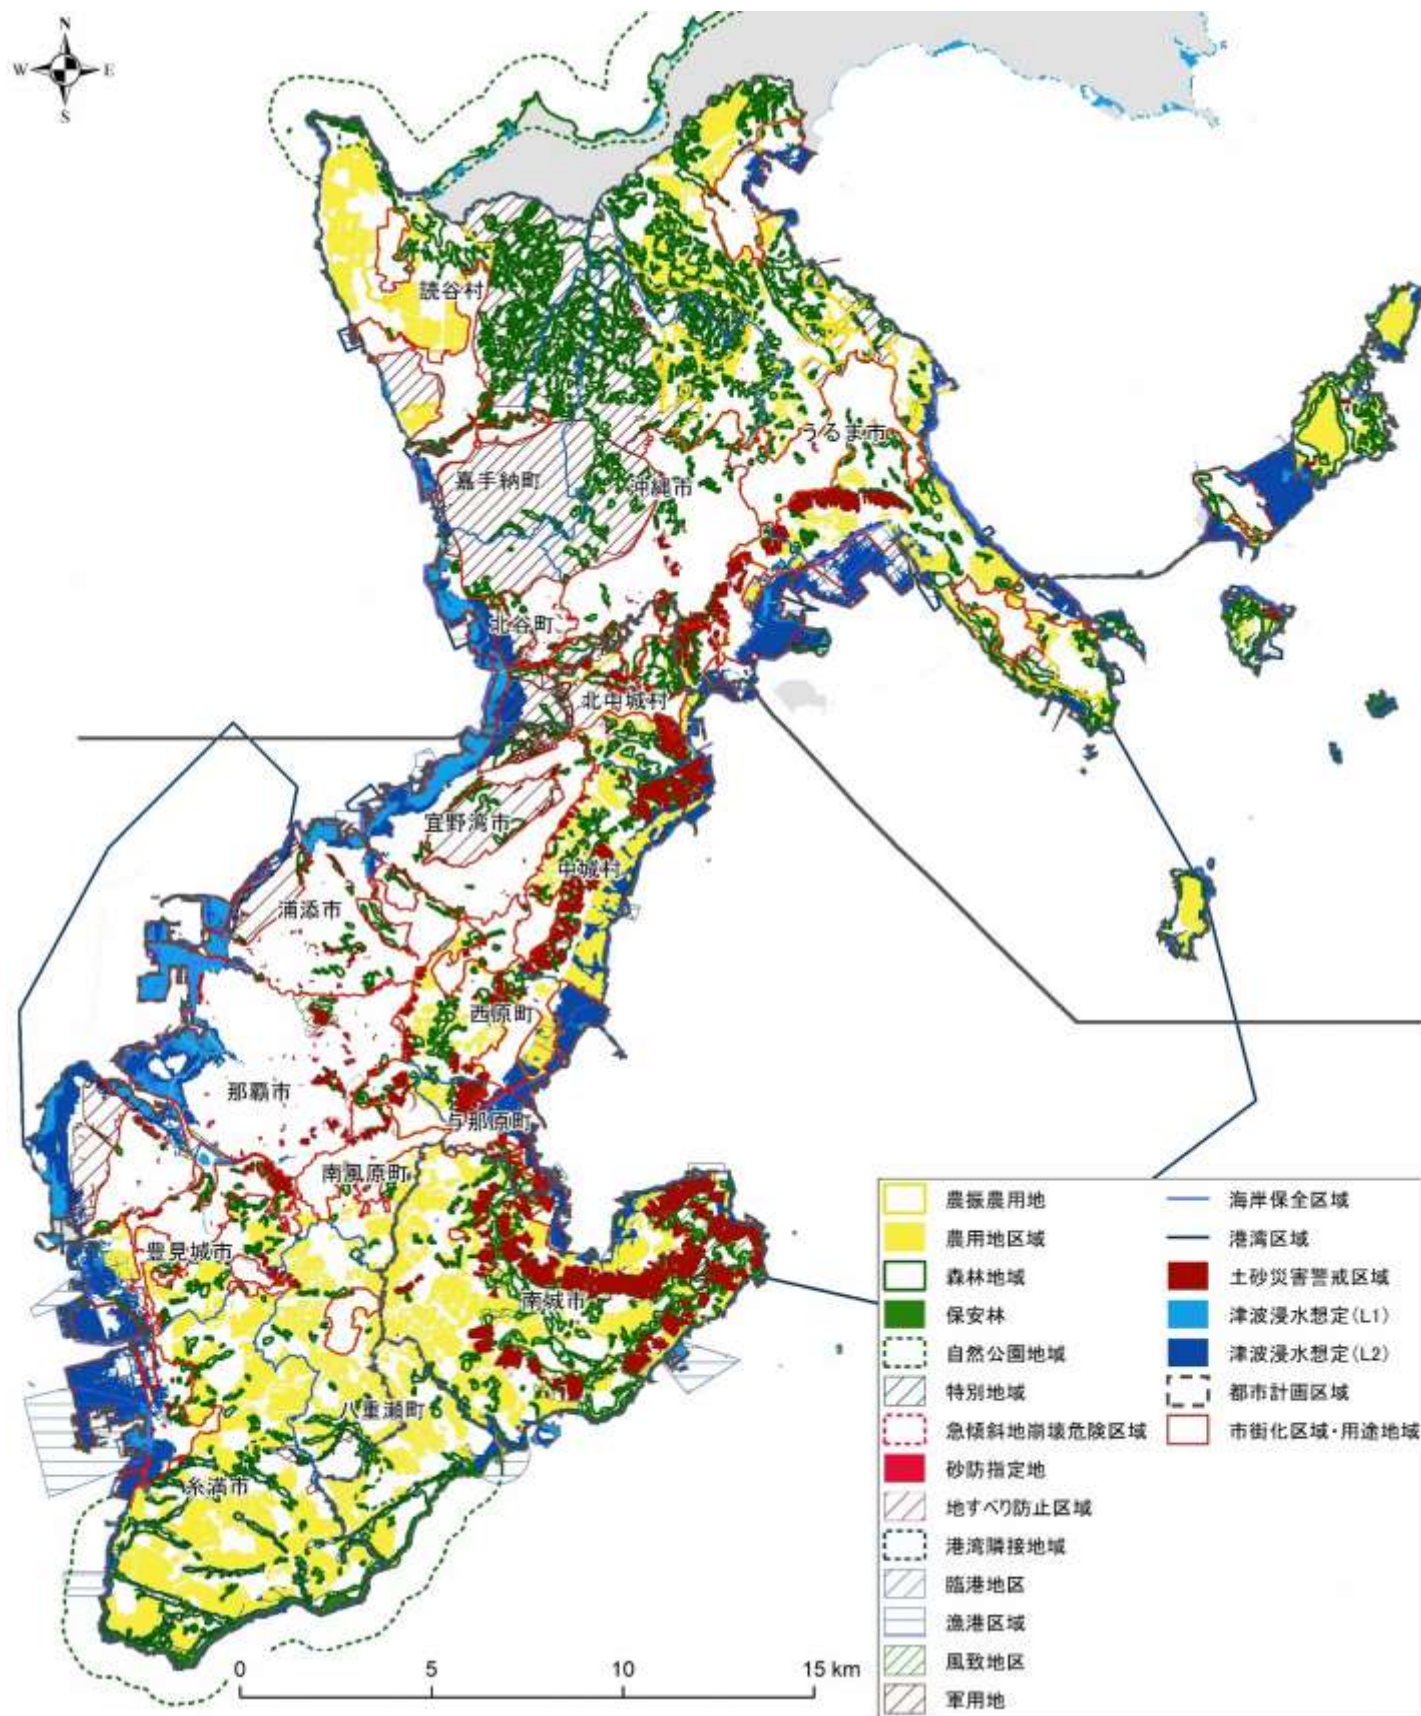 N
W E
S
読谷村
うるま市
嘉手納町
沖縄市
北谷町
北中城村
宜野湾市
中城村
浦添市
西原町
那覇市
与那原町
南風原町
豊見城市
南城市
八重瀬町
糸満市
0 5 10 15 km
農振農用地
農用地区域
森林地域
保安林
自然公園地域
特別地域
急傾斜地崩壊危険区域
砂防指定地
地すべり防止区域
港湾隣接地域
臨港地区
漁港区域
風致地区
軍用地
海岸保全区域
港湾区域
土砂災害警戒区域
津波浸水想定(L1)
津波浸水想定(L2)
都市計画区域
市街化区域・用途地域